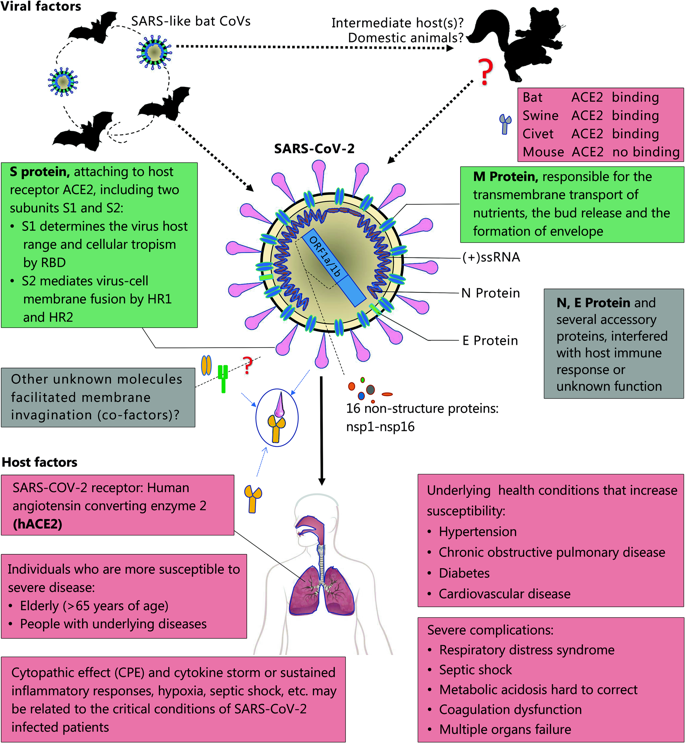 Viral factors
SARS-like bat CoVs
Intermediate host(s)?
Domestic animals?
?
Bat ACE2 binding
Swine ACE2 binding
Civet ACE2 binding
Mouse ACE2 no binding
SARS-CoV-2
S protein, attaching to host
receptor ACE2, including two
subunits S1 and S2:
• S1 determines the virus host
range and cellular tropism
by RBD
• S2 mediates virus-cell
membrane fusion by HR1
and HR2
M Protein, responsible for the
transmembrane transport of
nutrients, the bud release and the
formation of envelope
ORF1a/1b
(+)ssRNA
N Protein
E Protein
N, E Protein and
several accessory
proteins, interfered
with host immune
response or
unknown function
?
Other unknown molecules
facilitated membrane
invagination (co-factors)?
16 non-structure proteins:
nsp1-nsp16
Host factors
SARS-COV-2 receptor: Human
angiotensin converting enzyme 2
(hACE2)
Individuals who are more susceptible to
severe disease:
• Elderly (>65 years of age)
• People with underlying diseases
Cytopathic effect (CPE) and cytokine storm or sustained
inflammatory responses, hypoxia, septic shock, etc. may
be related to the critical conditions of SARS-CoV-2
infected patients
Underlying health conditions that increase
susceptibility:
• Hypertension
• Chronic obstructive pulmonary disease
• Diabetes
• Cardiovascular disease
Severe complications:
• Respiratory distress syndrome
• Septic shock
• Metabolic acidosis hard to correct
• Coagulation dysfunction
• Multiple organs failure